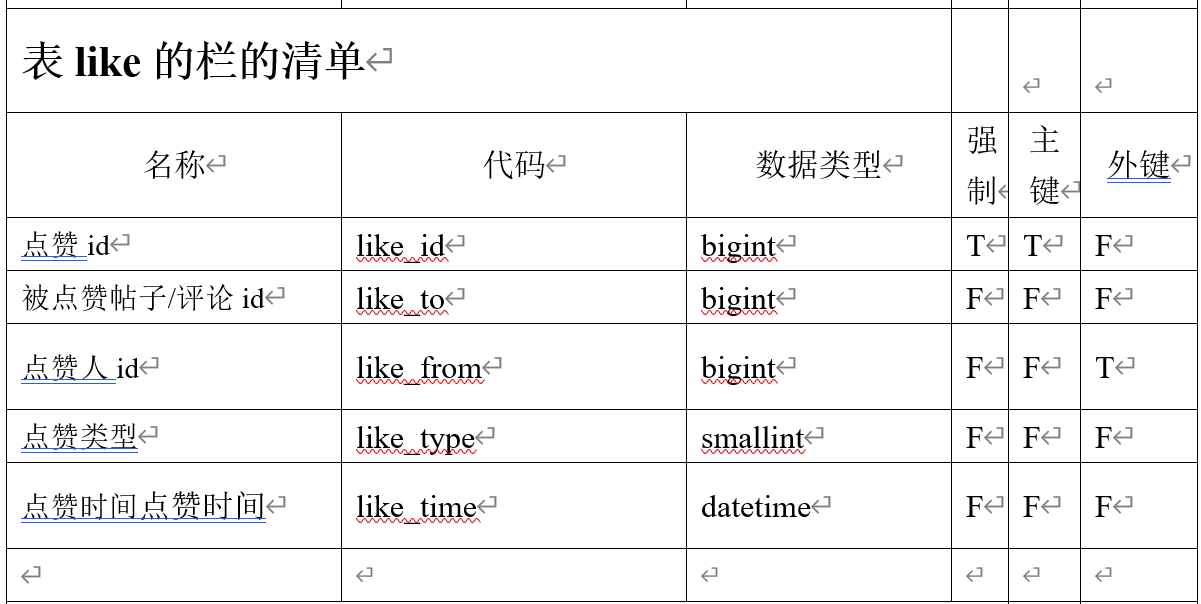 表 like 的栏的清单
名称 代码 数据类型 强制 主键 外键
点赞 id like_id bigint T T F
被点赞帖子/评论 id like_to bigint F F F
点赞人 id like_from bigint F F T
点赞类型 like_type smallint F F F
点赞时间点赞时间 like_time datetime F F F